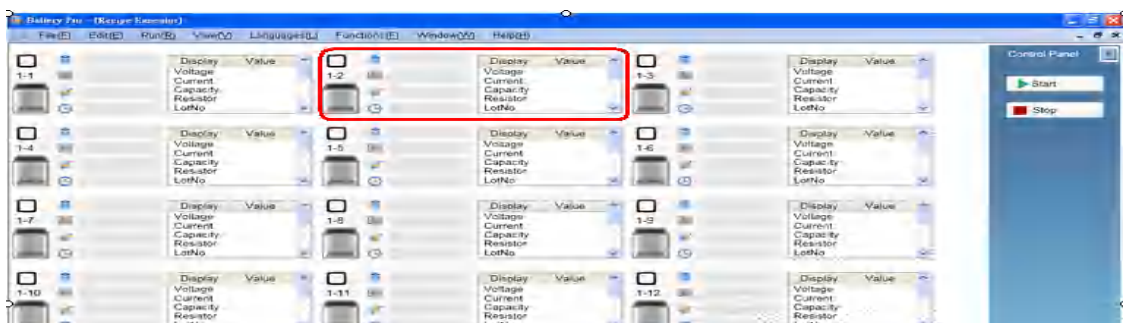 Battery Pro - [Recipe Executor]
File(F) Edit(E) Run(R) View(V) Languages(L) Functions(F) Window(W) Help(H)
Control Panel
Start
Stop
1-1
Display Value
Voltage
Current
Capacity
Resistor
LotNo
1-2
Display Value
Voltage
Current
Capacity
Resistor
LotNo
1-3
Display Value
Voltage
Current
Capacity
Resistor
LotNo
1-4
Display Value
Voltage
Current
Capacity
Resistor
LotNo
1-5
Display Value
Voltage
Current
Capacity
Resistor
LotNo
1-6
Display Value
Voltage
Current
Capacity
Resistor
LotNo
1-7
Display Value
Voltage
Current
Capacity
Resistor
LotNo
1-8
Display Value
Voltage
Current
Capacity
Resistor
LotNo
1-9
Display Value
Voltage
Current
Capacity
Resistor
LotNo
1-10
Display Value
Voltage
Current
Capacity
Resistor
1-11
Display Value
Voltage
Current
Capacity
Resistor
1-12
Display Value
Voltage
Current
Capacity
Resistor